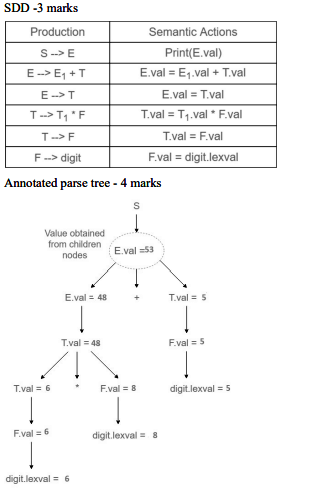 SDD -3 marks
Production Semantic Actions
S --> E Print(E.val)
E --> E1 + T E.val = E1.val + T.val
E --> T E.val = T.val
T --> T1 * F T.val = T1.val * F.val
T --> F T.val = F.val
F --> digit F.val = digit.lexval
Annotated parse tree - 4 marks
S
Value obtained
from children
nodes
E.val =53
E.val = 48 + T.val = 5
T.val = 48 F.val = 5
T.val = 6 * F.val = 8 digit.lexval = 5
F.val = 6 digit.lexval = 8
digit.lexval = 6